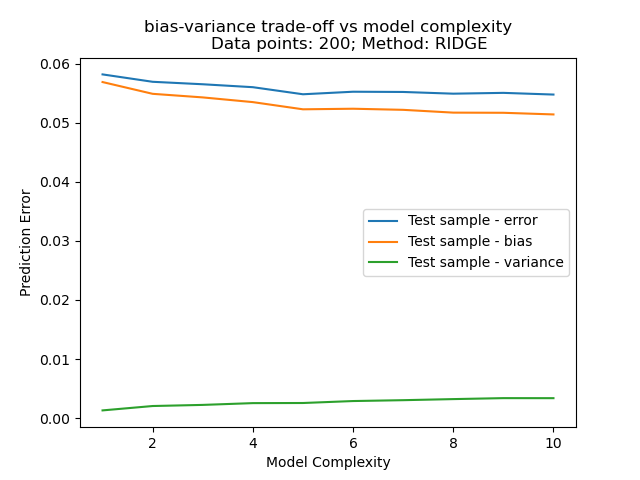 bias-variance trade-off vs model complexity
Data points: 200; Method: RIDGE
0.06
0.05
0.04
0.03
0.02
0.01
0.00
Prediction Error
Test sample - error
Test sample - bias
Test sample - variance
2 4 6 8 10
Model Complexity